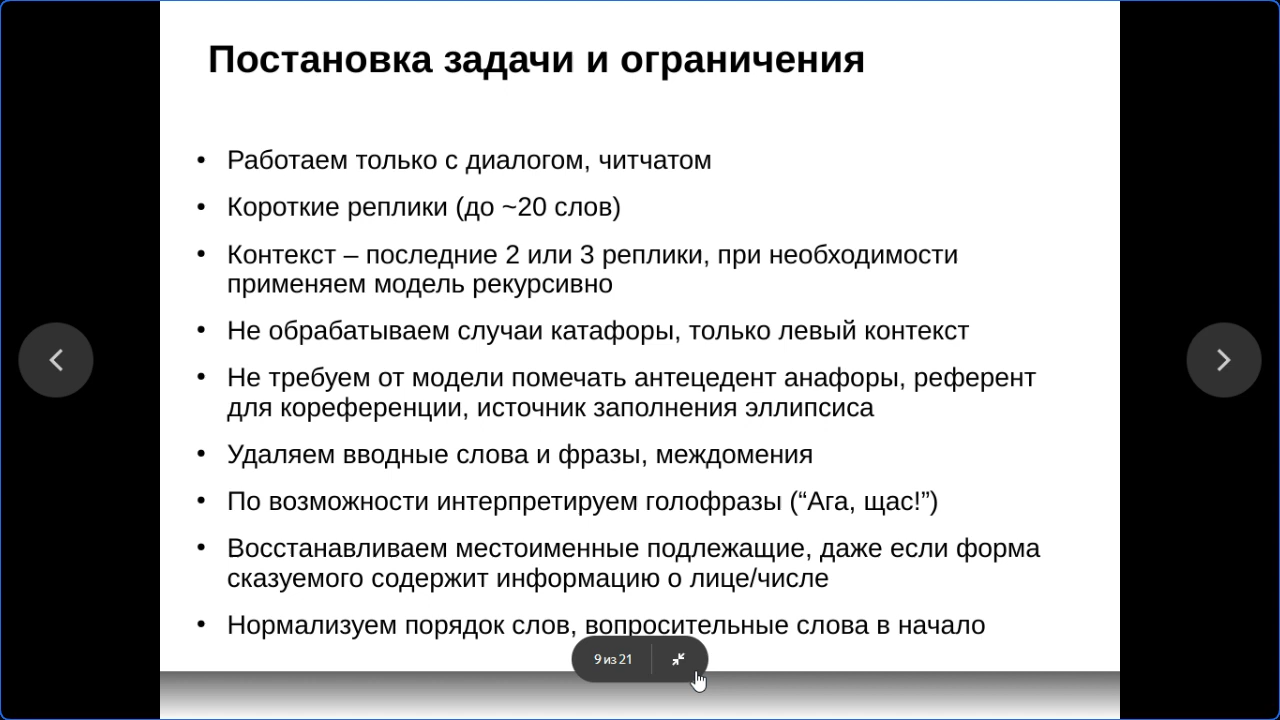 Постановка задачи и ограничения
• Работаем только с диалогом, читчатом
• Короткие реплики (до ~20 слов)
• Контекст – последние 2 или 3 реплики, при необходимости
применяем модель рекурсивно
• Не обрабатываем случаи катафоры, только левый контекст
• Не требуем от модели помечать антецедент анафоры, референт
для кореференции, источник заполнения эллипсиса
• Удаляем вводные слова и фразы, междомения
• По возможности интерпретируем голофразы (“Ага, щас!”)
• Восстанавливаем местоименные подлежащие, даже если форма
сказуемого содержит информацию о лице/числе
• Нормализуем порядок слов, вопросительные слова в начало
9 из 21